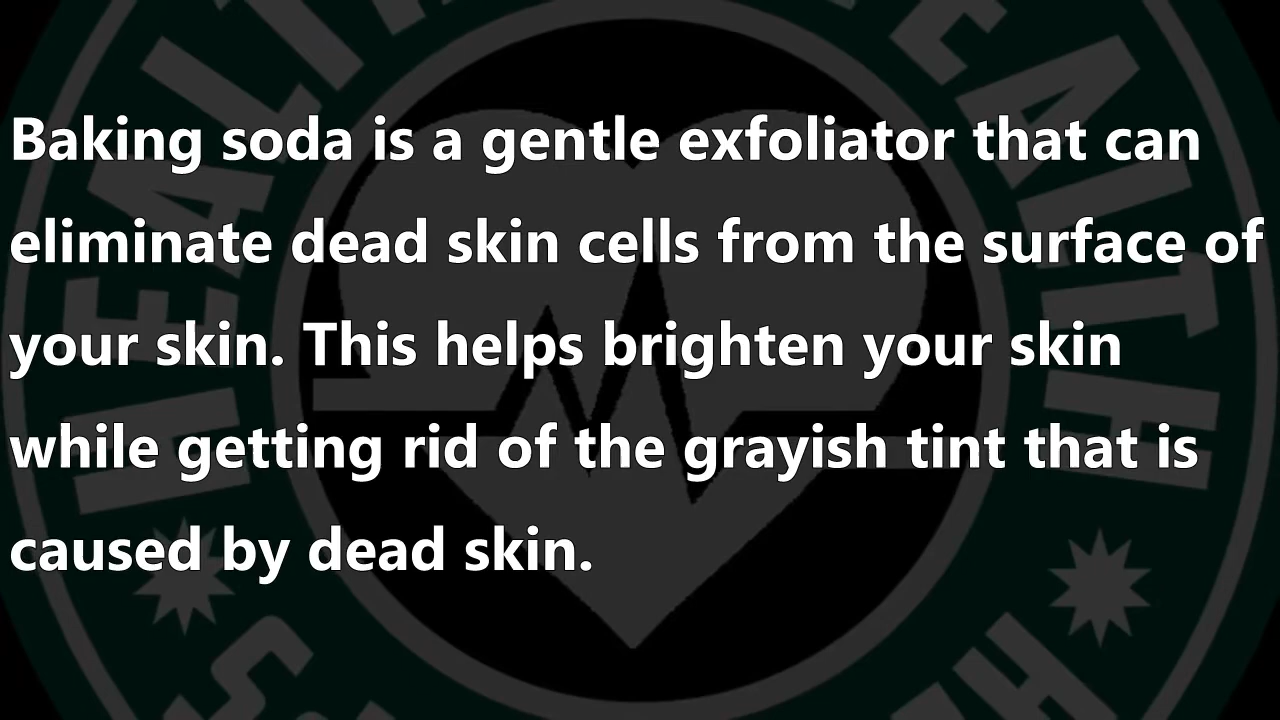 Baking soda is a gentle exfoliator that can
eliminate dead skin cells from the surface of
your skin. This helps brighten your skin
while getting rid of the grayish tint that is
caused by dead skin.